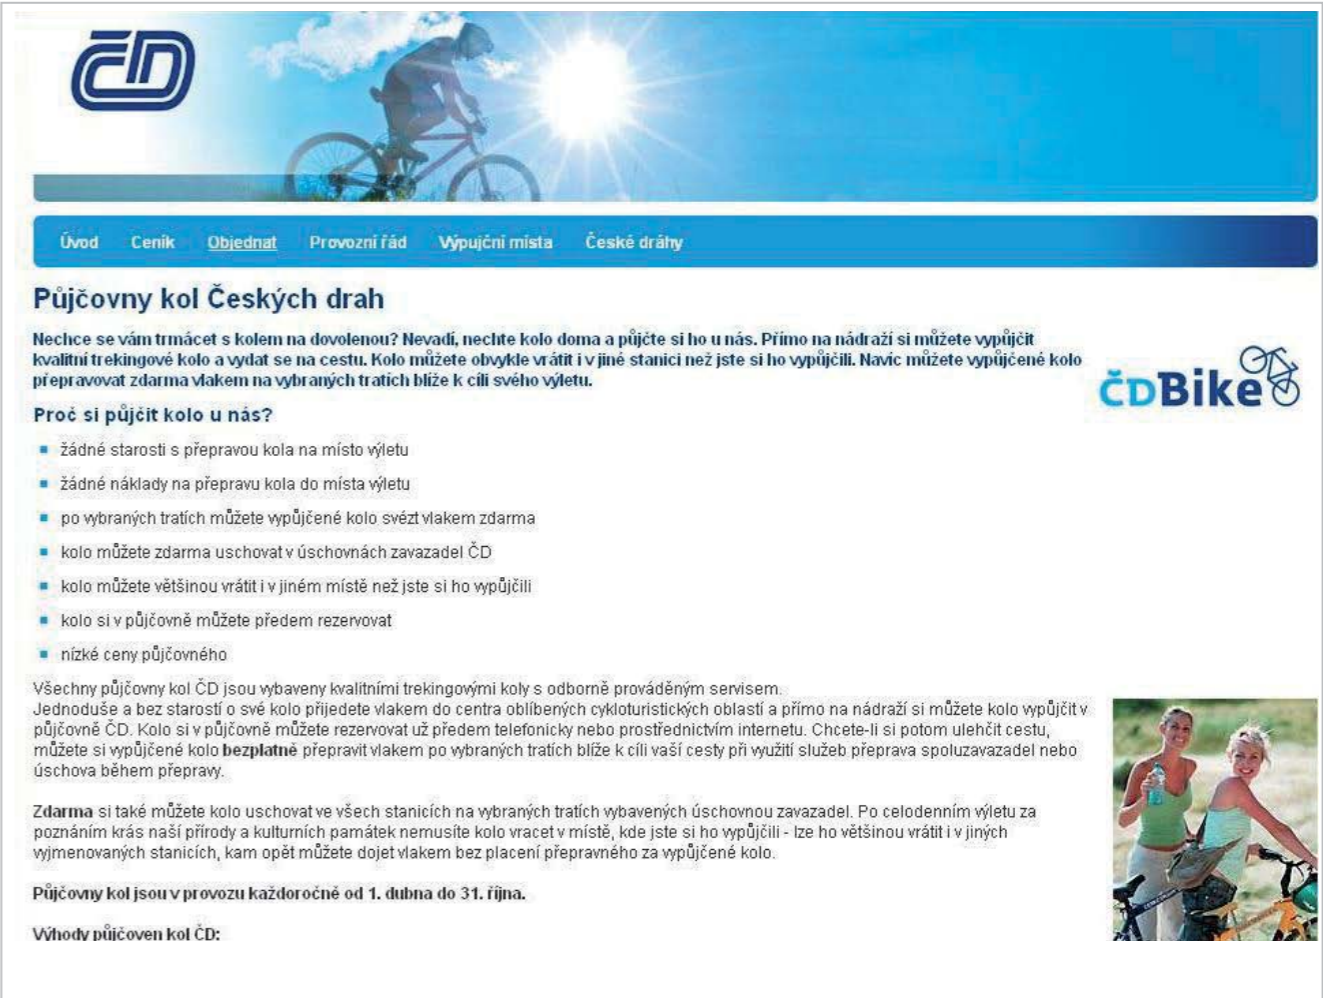 ČD
Úvod Ceník Objednat Provozní řád Výpujční místa České dráhy
Půjčovny kol Českých drah
Nechce se vám trmácet s kolem na dovolenou? Nevadí, nechte kolo doma a půjčte si ho u nás. Přímo na nádraží si můžete vypůjčit
kvalitní trekingové kolo a vydat se na cestu. Kolo můžete obvykle vrátit i v jiné stanici než jste si ho vypůjčili. Navíc můžete vypůjčené kolo
přepravovat zdarma vlakem na vybraných tratích blíže k cíli svého výletu.
ČDBike
Proč si půjčit kolo u nás?
žádné starosti s přepravou kola na místo výletu
žádné náklady na přepravu kola do místa výletu
po vybraných tratích můžete vypůjčené kolo svézt vlakem zdarma
kolo můžete zdarma uschovat v úschovnách zavazadel ČD
kolo můžete většinou vrátit i v jiném místě než jste si ho vypůjčili
kolo si v půjčovně můžete předem rezervovat
nízké ceny půjčovného
Všechny půjčovny kol ČD jsou vybaveny kvalitními trekingovými koly s odborně prováděným servisem.
Jednoduše a bez starostí o své kolo přijedete vlakem do centra oblíbených cykloturistických oblastí a přímo na nádraží si můžete kolo vypůjčit v
půjčovně ČD. Kolo si v půjčovně můžete rezervovat už předem telefonicky nebo prostřednictvím internetu. Chcete-li si potom ulehčit cestu,
můžete si vypůjčené kolo bezplatně přepravit vlakem po vybraných tratích blíže k cíli vaší cesty při využití služeb přeprava spoluzavazadel nebo
úschova během přepravy.
Zdarma si také můžete kolo uschovat ve všech stanicích na vybraných tratích vybavených úschovnou zavazadel. Po celodenním výletu za
poznáním krás naší přírody a kulturních památek nemusíte kolo vracet v místě, kde jste si ho vypůjčili - lze ho většinou vrátit i v jiných
vyjmenovaných stanicích, kam opět můžete dojet vlakem bez placení přepravného za vypůjčené kolo.
Půjčovny kol jsou v provozu každoročně od 1. dubna do 31. října.
Výhody půjčoven kol ČD: